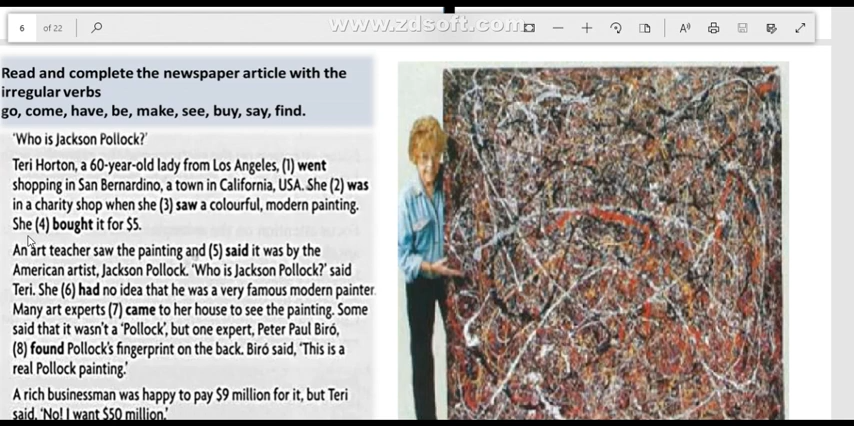 6 of 22
www.zdsoft.com
Read and complete the newspaper article with the
irregular verbs
go, come, have, be, make, see, buy, say, find.
'Who is Jackson Pollock?'
Teri Horton, a 60-year-old lady from Los Angeles, (1) went
shopping in San Bernardino, a town in California, USA. She (2) was
in a charity shop when she (3) saw a colourful, modern painting.
She (4) bought it for $5.
An art teacher saw the painting and (5) said it was by the
American artist, Jackson Pollock. 'Who is Jackson Pollock?' said
Teri. She (6) had no idea that he was a very famous modern painter.
Many art experts (7) came to her house to see the painting. Some
said that it wasn't a 'Pollock', but one expert, Peter Paul Biró,
(8) found Pollock's fingerprint on the back. Biró said, 'This is a
real Pollock painting.'
A rich businessman was happy to pay $9 million for it, but Teri
said, 'No! I want $50 million.'